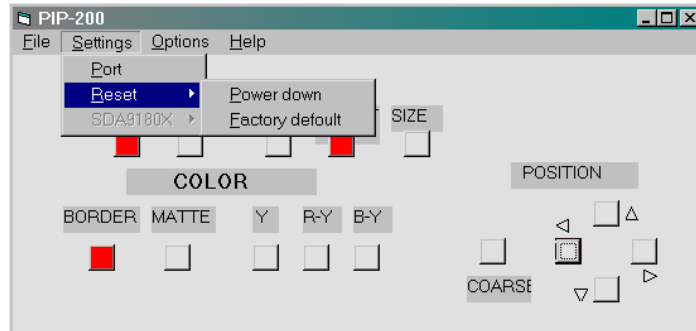 PIP-200
File Settings Options Help
Port
Reset Power down
SDA9180X Factory default
SIZE
COLOR
POSITION
BORDER MATTE Y R-Y B-Y
COARSE